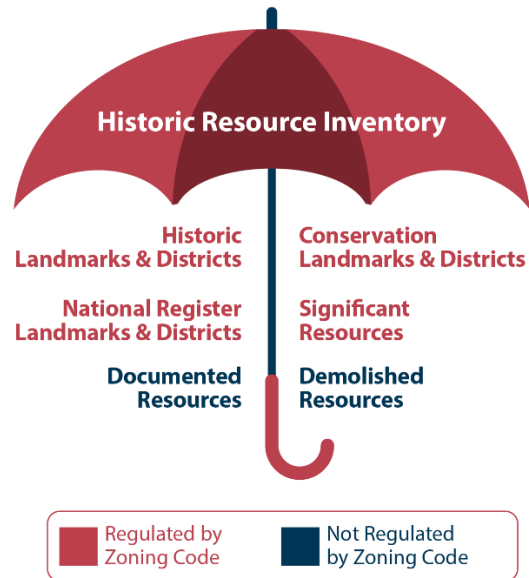 Historic Resource Inventory
Historic
Landmarks & Districts
Conservation
Landmarks & Districts
National Register
Landmarks & Districts
Significant
Resources
Documented
Resources
Demolished
Resources
Regulated by
Zoning Code
Not Regulated
by Zoning Code